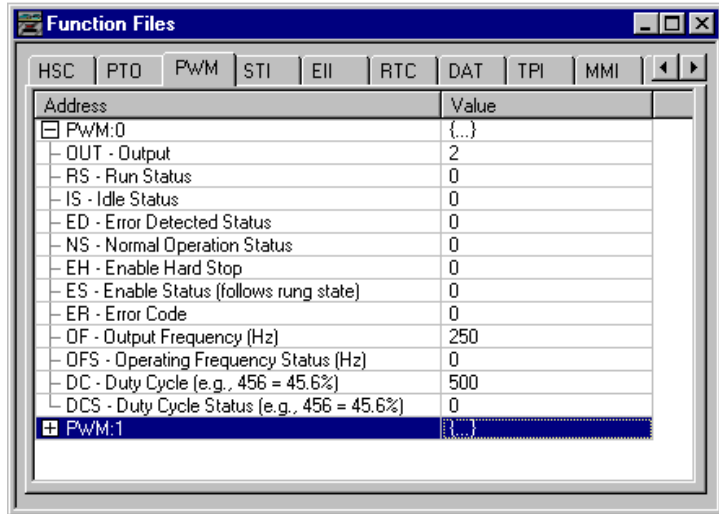 Function Files
HSC PTO PWM STI EII RTC DAT TPI MMI
Address Value
PWM:0 {...}
OUT - Output 2
RS - Run Status 0
IS - Idle Status 0
ED - Error Detected Status 0
NS - Normal Operation Status 0
EH - Enable Hard Stop 0
ES - Enable Status (follows rung state) 0
ER - Error Code 0
OF - Output Frequency (Hz) 250
OFS - Operating Frequency Status (Hz) 0
DC - Duty Cycle (e.g., 456 = 45.6%) 500
DCS - Duty Cycle Status (e.g., 456 = 45.6%) 0
PWM:1 {...}